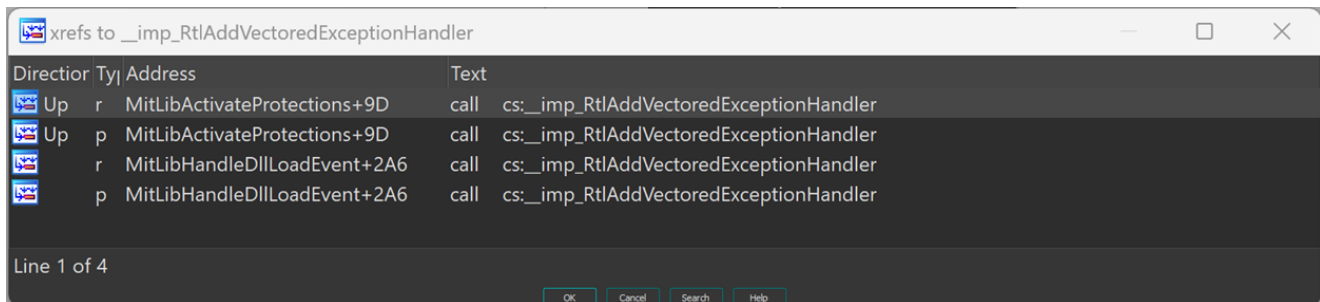 xrefs to __imp_RtlAddVectoredExceptionHandler
Direction Ty Address Text
Up r MitLibActivateProtections+9D call cs:__imp_RtlAddVectoredExceptionHandler
Up p MitLibActivateProtections+9D call cs:__imp_RtlAddVectoredExceptionHandler
r MitLibHandleDllLoadEvent+2A6 call cs:__imp_RtlAddVectoredExceptionHandler
p MitLibHandleDllLoadEvent+2A6 call cs:__imp_RtlAddVectoredExceptionHandler
Line 1 of 4
OK Cancel Search Help